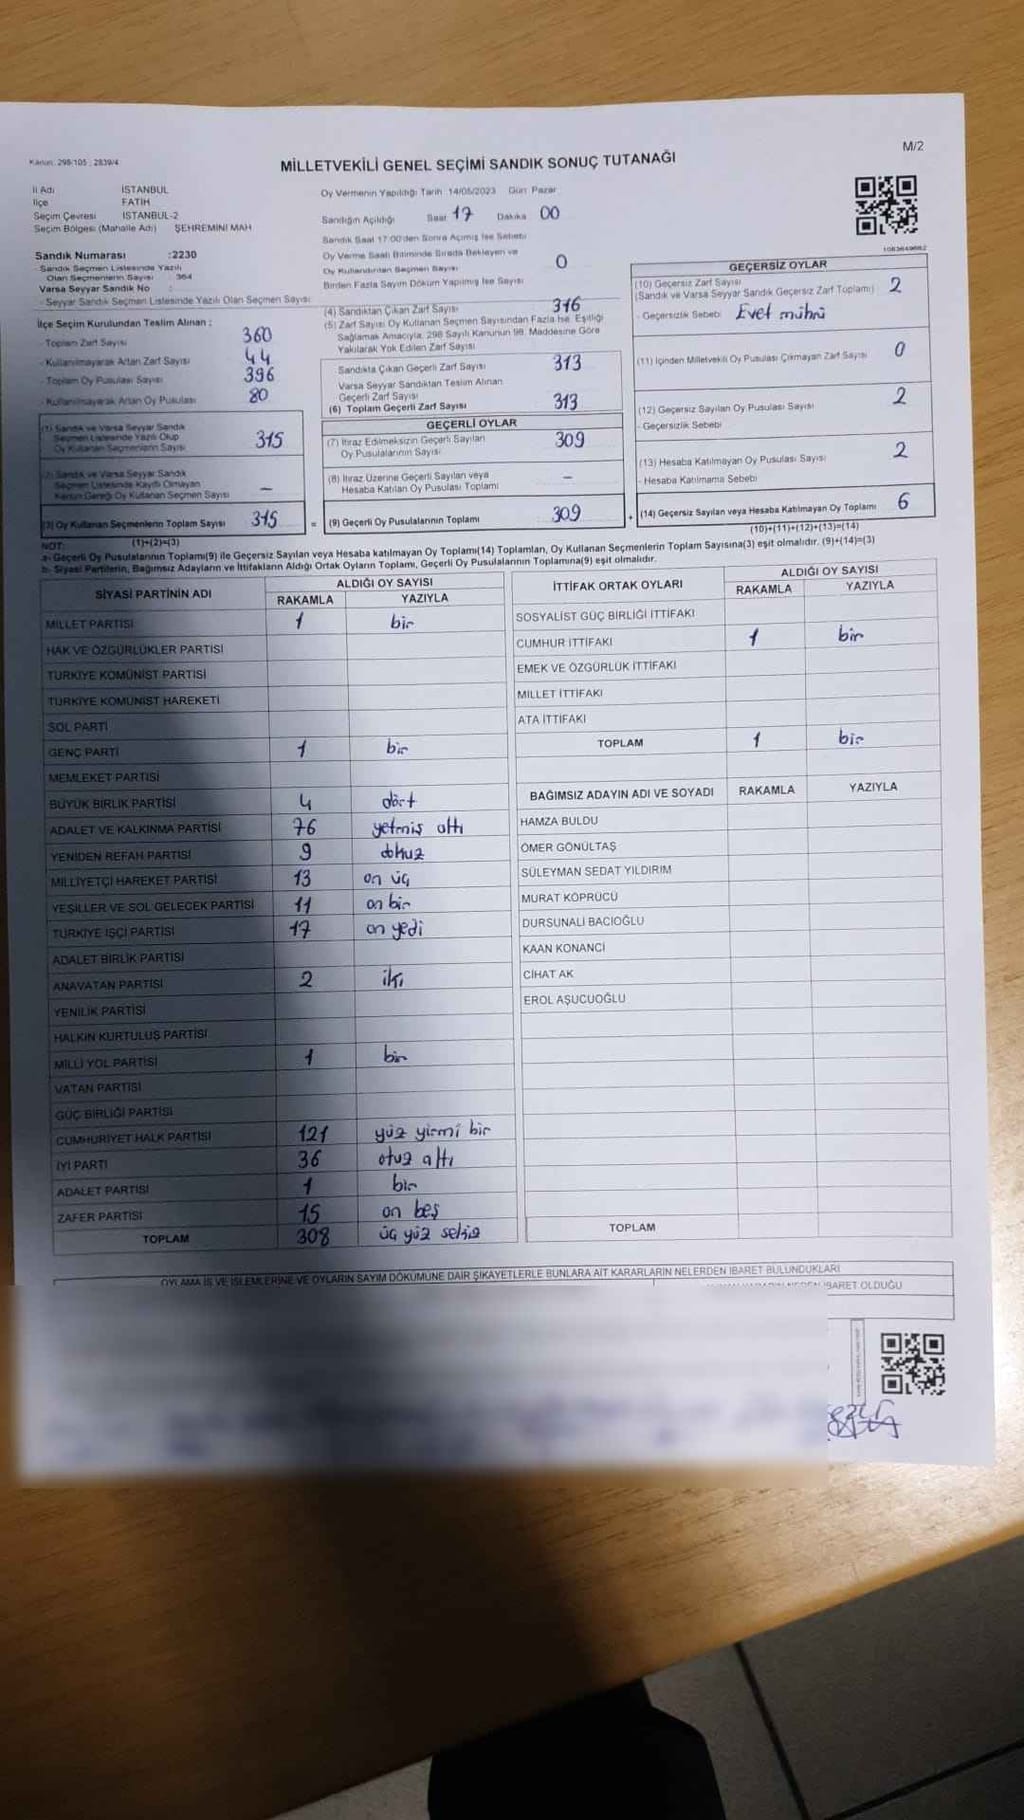 Kanun: 298/105 ; 2839/4
M/2
MİLLETVEKİLİ GENEL SEÇİMİ SANDIK SONUÇ TUTANAĞI
İl Adı İSTANBUL
İlçe FATİH
Seçim Çevresi İSTANBUL-2
Seçim Bölgesi (Mahalle Adı) ŞEHREMİNİ MAH
Sandık Numarası :2230
Sandık Seçmen Listesinde Yazılı
Olan Seçmenlerin Sayısı : 364
Varsa Seyyar Sandık No :
- Seyyar Sandık Seçmen Listesinde Yazılı Olan Seçmen Sayısı
İlçe Seçim Kurulundan Teslim Alınan :
- Toplam Zarf Sayısı 360
- Kullanılmayarak Artan Zarf Sayısı 44
- Toplam Oy Pusulası Sayısı 396
- Kullanılmayarak Artan Oy Pusulası 80
(1) Sandık ve Varsa Seyyar Sandık
Seçmen Listesinde Yazılı Olup
Oy Kullanan Seçmenlerin Sayısı 315
(2) Sandık ve Varsa Seyyar Sandık
Seçmen Listesinde Kayıtlı Olmayan
Kanun Gereği Oy Kullanan Seçmen Sayısı –
(3) Oy Kullanan Seçmenlerin Toplam Sayısı 315
(1)+(2)=(3)
Oy Vermenin Yapıldığı Tarih 14/05/2023 Gün Pazar
Sandığın Açıldığı Saat 17 Dakika 00
Sandık Saat 17:00'den Sonra Açılmış İse Sebebi
Oy Verme Saati Bitiminde Sırada Bekleyen ve
Oy Kullandırılan Seçmen Sayısı 0
Birden Fazla Sayım Döküm Yapılmış İse Sayısı
(4) Sandıktan Çıkan Zarf Sayısı 316
(5) Zarf Sayısı Oy Kullanan Seçmen Sayısından Fazla İse, Eşitliği
Sağlamak Amacıyla, 298 Sayılı Kanunun 98. Maddesine Göre
Yakılarak Yok Edilen Zarf Sayısı
Sandıkta Çıkan Geçerli Zarf Sayısı 313
Varsa Seyyar Sandıktan Teslim Alınan
Geçerli Zarf Sayısı
(6) Toplam Geçerli Zarf Sayısı 313
GEÇERLİ OYLAR
(7) İtiraz Edilmeksizin Geçerli Sayılan
Oy Pusulalarının Sayısı 309
(8) İtiraz Üzerine Geçerli Sayılan veya
Hesaba Katılan Oy Pusulası Toplamı –
= (9) Geçerli Oy Pusulalarının Toplamı 309
1083649682
GEÇERSİZ OYLAR
(10) Geçersiz Zarf Sayısı
(Sandık ve Varsa Seyyar Sandık Geçersiz Zarf Toplamı) 2
- Geçersizlik Sebebi Evet mührü
(11) İçinden Milletvekili Oy Pusulası Çıkmayan Zarf Sayısı 0
(12) Geçersiz Sayılan Oy Pusulası Sayısı 2
- Geçersizlik Sebebi
(13) Hesaba Katılmayan Oy Pusulası Sayısı 2
- Hesaba Katılmama Sebebi
+ (14) Geçersiz Sayılan veya Hesaba Katılmayan Oy Toplamı 6
(10)+(11)+(12)+(13)=(14)
NOT:
a- Geçerli Oy Pusulalarının Toplamı(9) ile Geçersiz Sayılan veya Hesaba katılmayan Oy Toplamı(14) Toplamları, Oy Kullanan Seçmenlerin Toplam Sayısına(3) eşit olmalıdır. (9)+(14)=(3)
b- Siyasi Partilerin, Bağımsız Adayların ve İttifakların Aldığı Ortak Oyların Toplamı, Geçerli Oy Pusulalarının Toplamına(9) eşit olmalıdır.
SİYASİ PARTİNİN ADI ALDIĞI OY SAYISI
RAKAMLA YAZIYLA
MİLLET PARTİSİ 1 bir
HAK VE ÖZGÜRLÜKLER PARTİSİ
TÜRKİYE KOMÜNİST PARTİSİ
TÜRKİYE KOMÜNİST HAREKETİ
SOL PARTİ
GENÇ PARTİ 1 bir
MEMLEKET PARTİSİ
BÜYÜK BİRLİK PARTİSİ 4 dört
ADALET VE KALKINMA PARTİSİ 76 yetmiş altı
YENİDEN REFAH PARTİSİ 9 dokuz
MİLLİYETÇİ HAREKET PARTİSİ 13 on üç
YEŞİLLER VE SOL GELECEK PARTİSİ 11 on bir
TÜRKİYE İŞÇİ PARTİSİ 17 on yedi
ADALET BİRLİK PARTİSİ
ANAVATAN PARTİSİ 2 iki
YENİLİK PARTİSİ
HALKIN KURTULUŞ PARTİSİ
MİLLİ YOL PARTİSİ 1 bir
VATAN PARTİSİ
GÜÇ BİRLİĞİ PARTİSİ
CUMHURİYET HALK PARTİSİ 121 yüz yirmi bir
İYİ PARTİ 36 otuz altı
ADALET PARTİSİ 1 bir
ZAFER PARTİSİ 15 on beş
TOPLAM 308 üç yüz sekiz
İTTİFAK ORTAK OYLARI ALDIĞI OY SAYISI
RAKAMLA YAZIYLA
SOSYALİST GÜÇ BİRLİĞİ İTTİFAKI
CUMHUR İTTİFAKI 1 bir
EMEK VE ÖZGÜRLÜK İTTİFAKI
MİLLET İTTİFAKI
ATA İTTİFAKI
TOPLAM 1 bir
BAĞIMSIZ ADAYIN ADI VE SOYADI RAKAMLA YAZIYLA
HAMZA BULDU
ÖMER GÖNÜLTAŞ
SÜLEYMAN SEDAT YILDIRIM
MURAT KÖPRÜCÜ
DURSUNALİ BACIOĞLU
KAAN KONANCİ
CİHAT AK
EROL AŞUCUOĞLU
TOPLAM
OYLAMA İŞ VE İŞLEMLERİNE VE OYLARIN SAYIM DÖKÜMÜNE DAİR ŞİKAYETLERLE BUNLARA AİT KARARLARIN NELERDEN İBARET BULUNDUKLARI
İBARET OLDUĞU